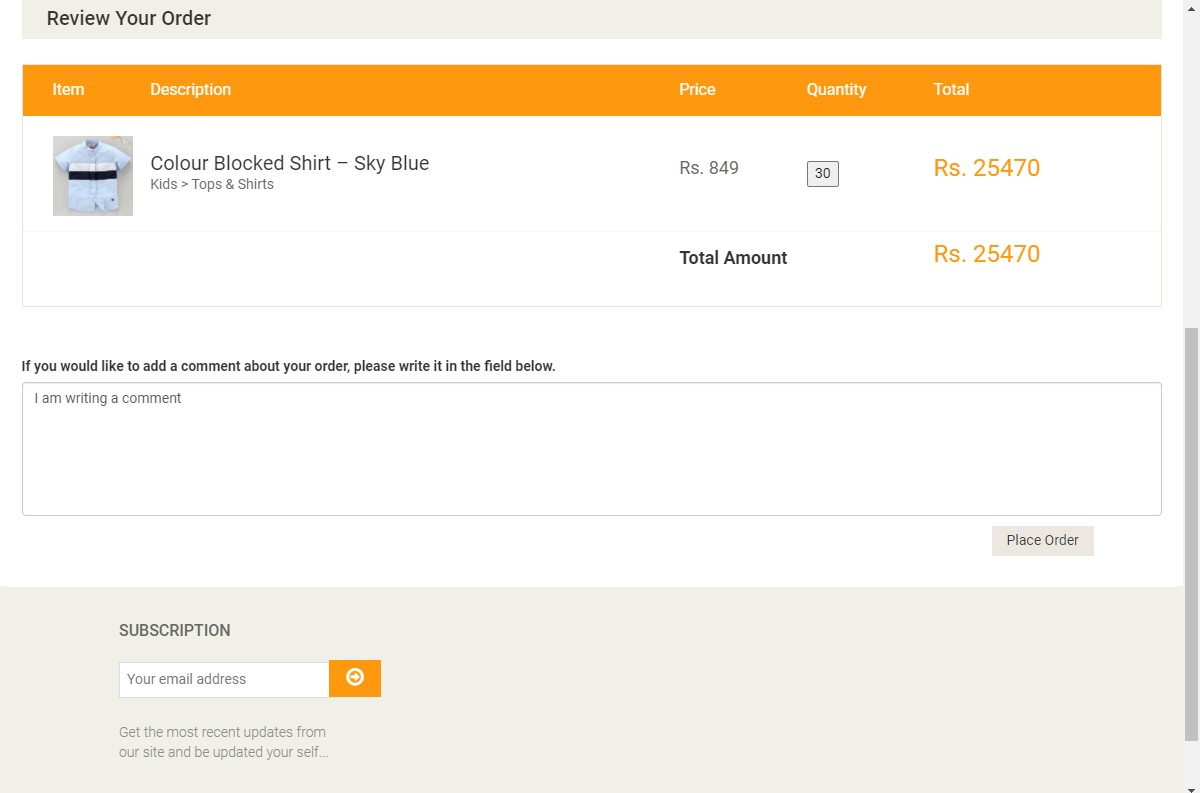 Review Your Order
Item Description Price Quantity Total
Colour Blocked Shirt – Sky Blue
Kids > Tops & Shirts
Rs. 849
30
Rs. 25470
Total Amount Rs. 25470
If you would like to add a comment about your order, please write it in the field below.
I am writing a comment
Place Order
SUBSCRIPTION
Your email address
Get the most recent updates from
our site and be updated your self...